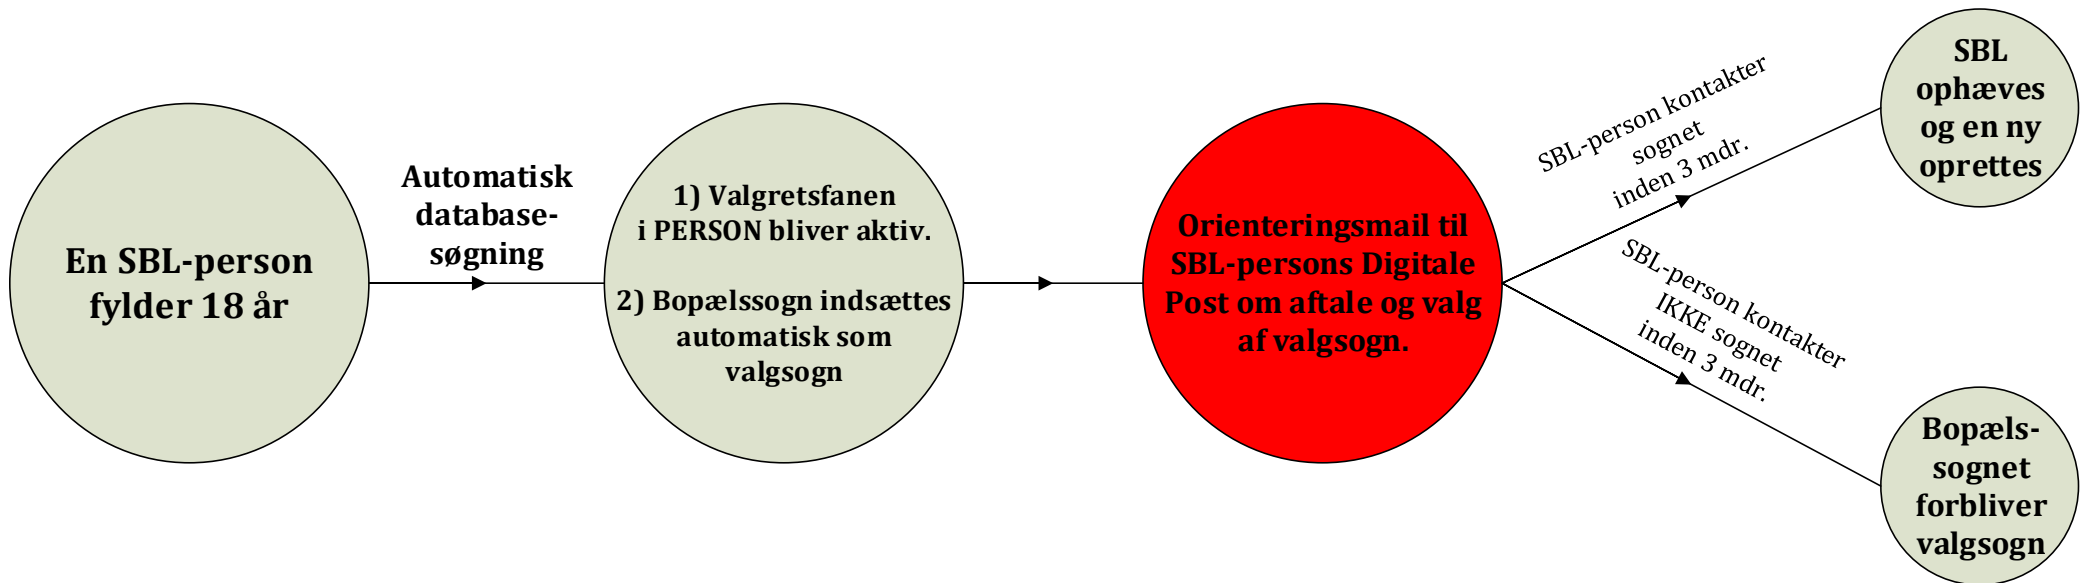 En SBL-person
fylder 18 år
Automatisk
database-
søgning
1) Valgretsfanen
i PERSON bliver aktiv.
2) Bopælssogn indsættes
automatisk som
valgsogn
Orienteringsmail til
SBL-persons Digitale
Post om aftale og valg
af valgsogn.
SBL-person kontakter
sognet
inden 3 mdr.
SBL
ophæves
og en ny
oprettes
SBL-person kontakter
IKKE sognet
inden 3 mdr.
Bopæls-
sognet
forbliver
valgsogn